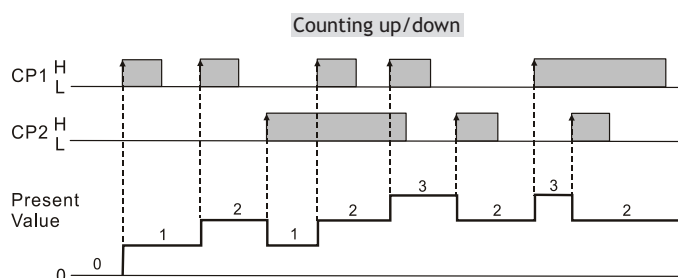 Counting up/down
CP1 H
L
CP2 H
L
Present
Value
3 3
2 2 2 2
1 1
0
0